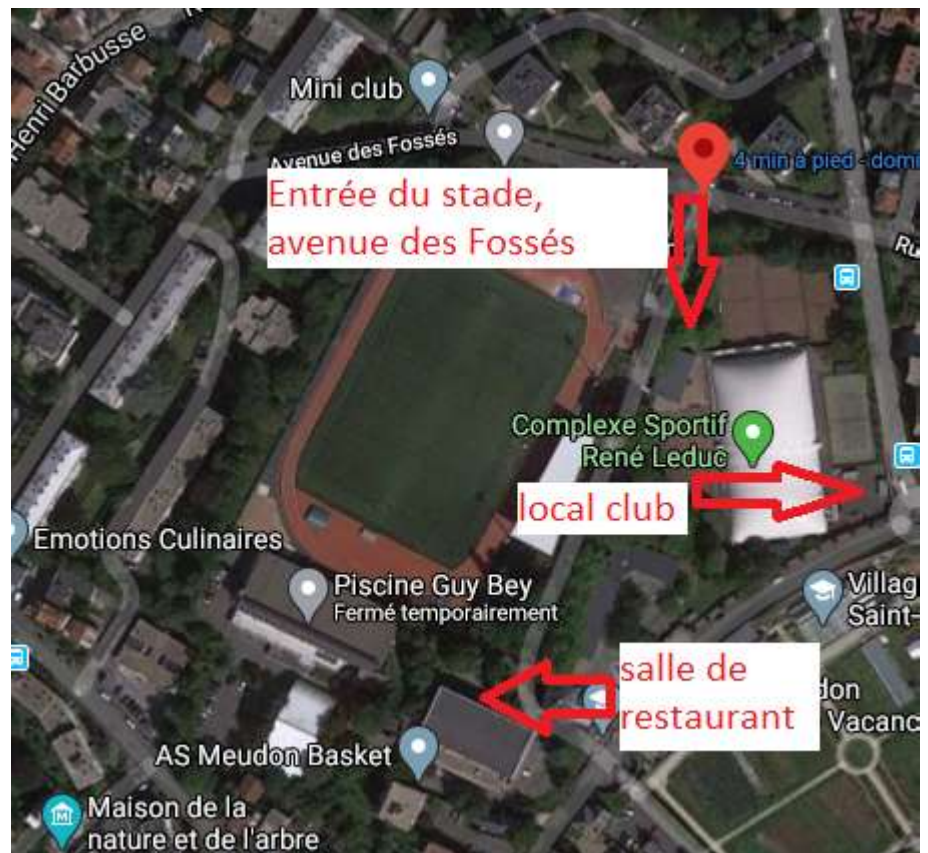 Henri Barbusse
Mini club
Avenue des Fossés
4 min à pied - domi
Entrée du stade,
avenue des Fossés
Ru
Complexe Sportif
René Leduc
local club
Emotions Culinaires
Piscine Guy Bey
Fermé temporairement
Villag
Saint-
salle de
restaurant
don
Vacanc
AS Meudon Basket
Maison de la
nature et de l'arbre